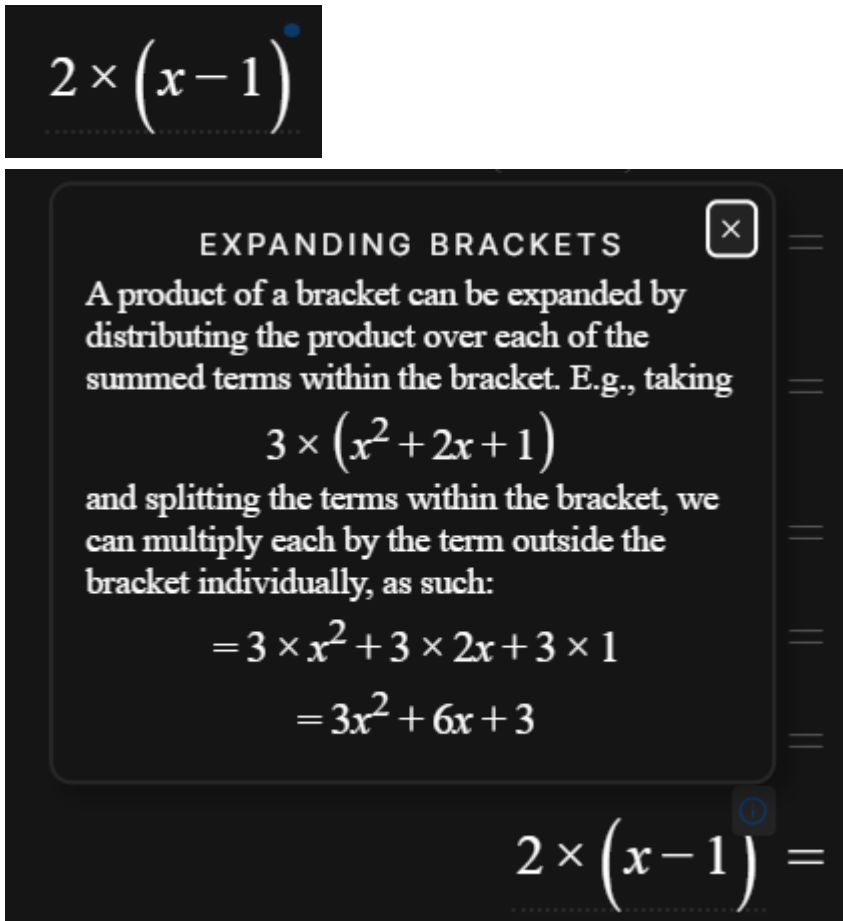 2 × (x − 1)
EXPANDING BRACKETS
×
A product of a bracket can be expanded by
distributing the product over each of the
summed terms within the bracket. E.g., taking
3 × (x² + 2x + 1)
and splitting the terms within the bracket, we
can multiply each by the term outside the
bracket individually, as such:
= 3 × x² + 3 × 2x + 3 × 1
= 3x² + 6x + 3
2 × (x − 1) =